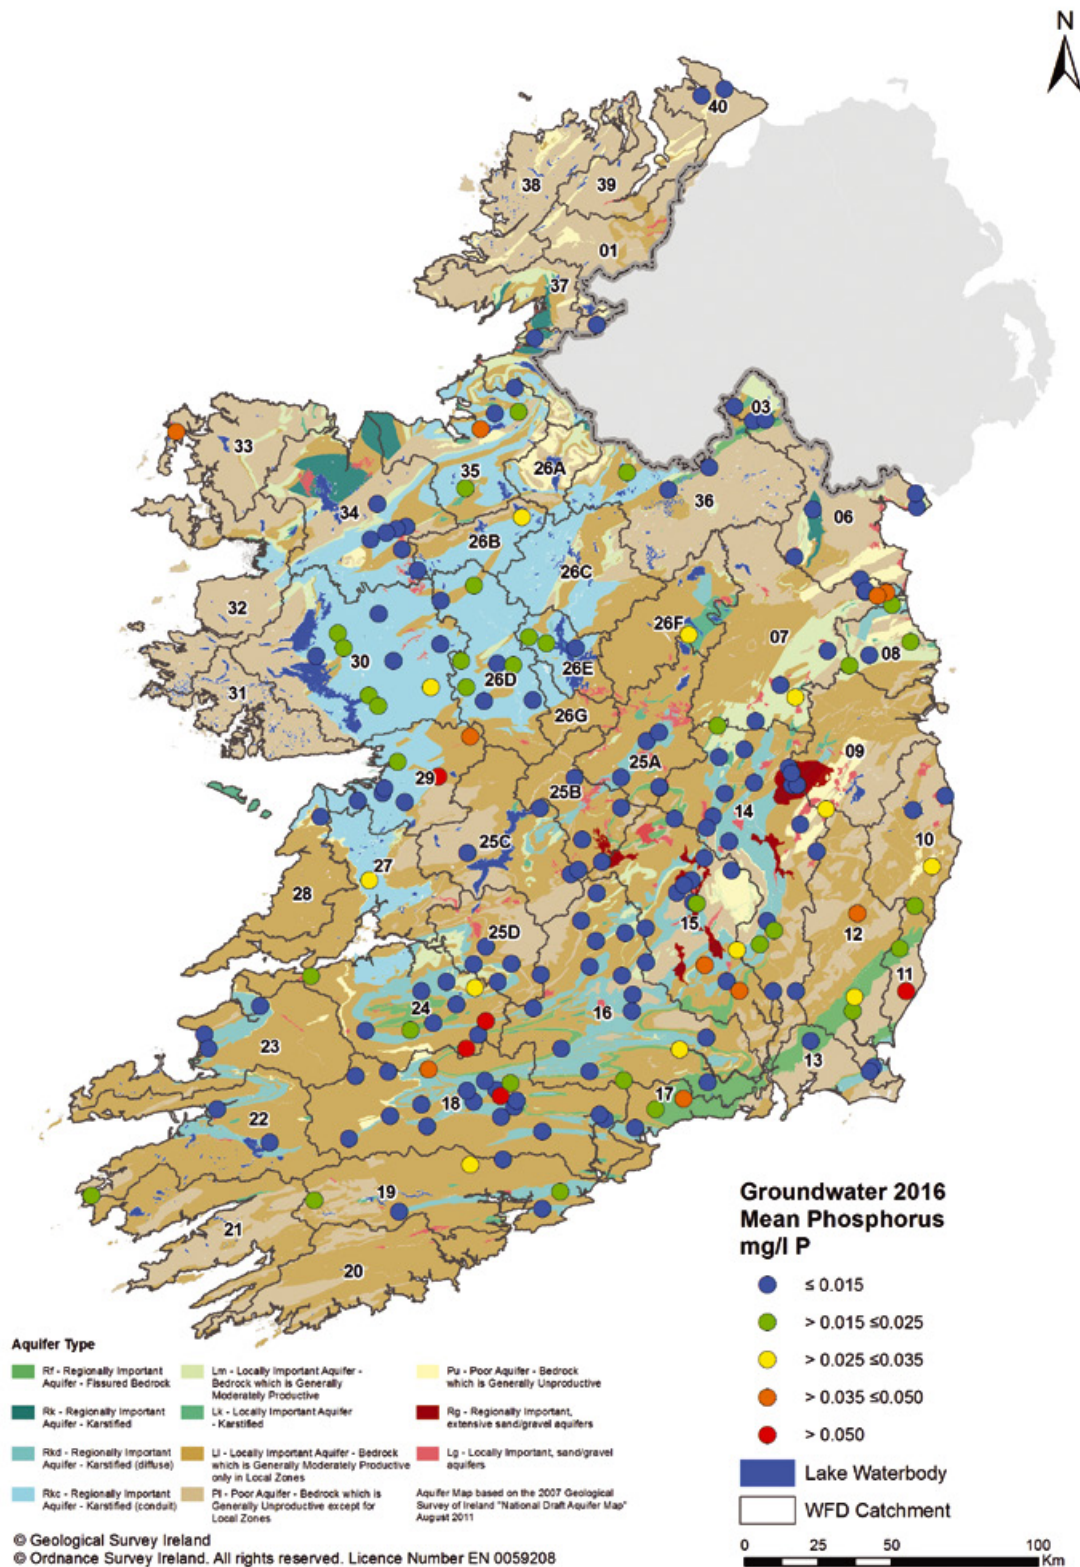 N
40
38
39
01
37
03
33
35
26A
34
36
06
26B
26C
32
26F
07
30
08
26D
26E
31
26G
25A
09
29
25B
14
10
25C
27
28
15
12
25D
11
24
16
23
13
17
18
22
19
21
20
Groundwater 2016
Mean Phosphorus
mg/l P
≤ 0.015
> 0.015 ≤0.025
> 0.025 ≤0.035
> 0.035 ≤0.050
> 0.050
Lake Waterbody
WFD Catchment
0 25 50 100
Km
Aquifer Type
Rf - Regionally Important
Aquifer - Fissured Bedrock
Rk - Regionally Important
Aquifer - Karstified
Rkd - Regionally Important
Aquifer - Karstified (diffuse)
Rkc - Regionally Important
Aquifer - Karstified (conduit)
Lm - Locally Important Aquifer -
Bedrock which is Generally
Moderately Productive
Lk - Locally Important Aquifer
- Karstified
Ll - Locally Important Aquifer - Bedrock
which is Generally Moderately Productive
only in Local Zones
Pl - Poor Aquifer - Bedrock which is
Generally Unproductive except for
Local Zones
Pu - Poor Aquifer - Bedrock
which is Generally Unproductive
Rg - Regionally Important,
extensive sand/gravel aquifers
Lg - Locally Important, sand/gravel
aquifers
Aquifer Map based on the 2007 Geological
Survey of Ireland "National Draft Aquifer Map"
August 2011
© Geological Survey Ireland
© Ordnance Survey Ireland. All rights reserved. Licence Number EN 0059208